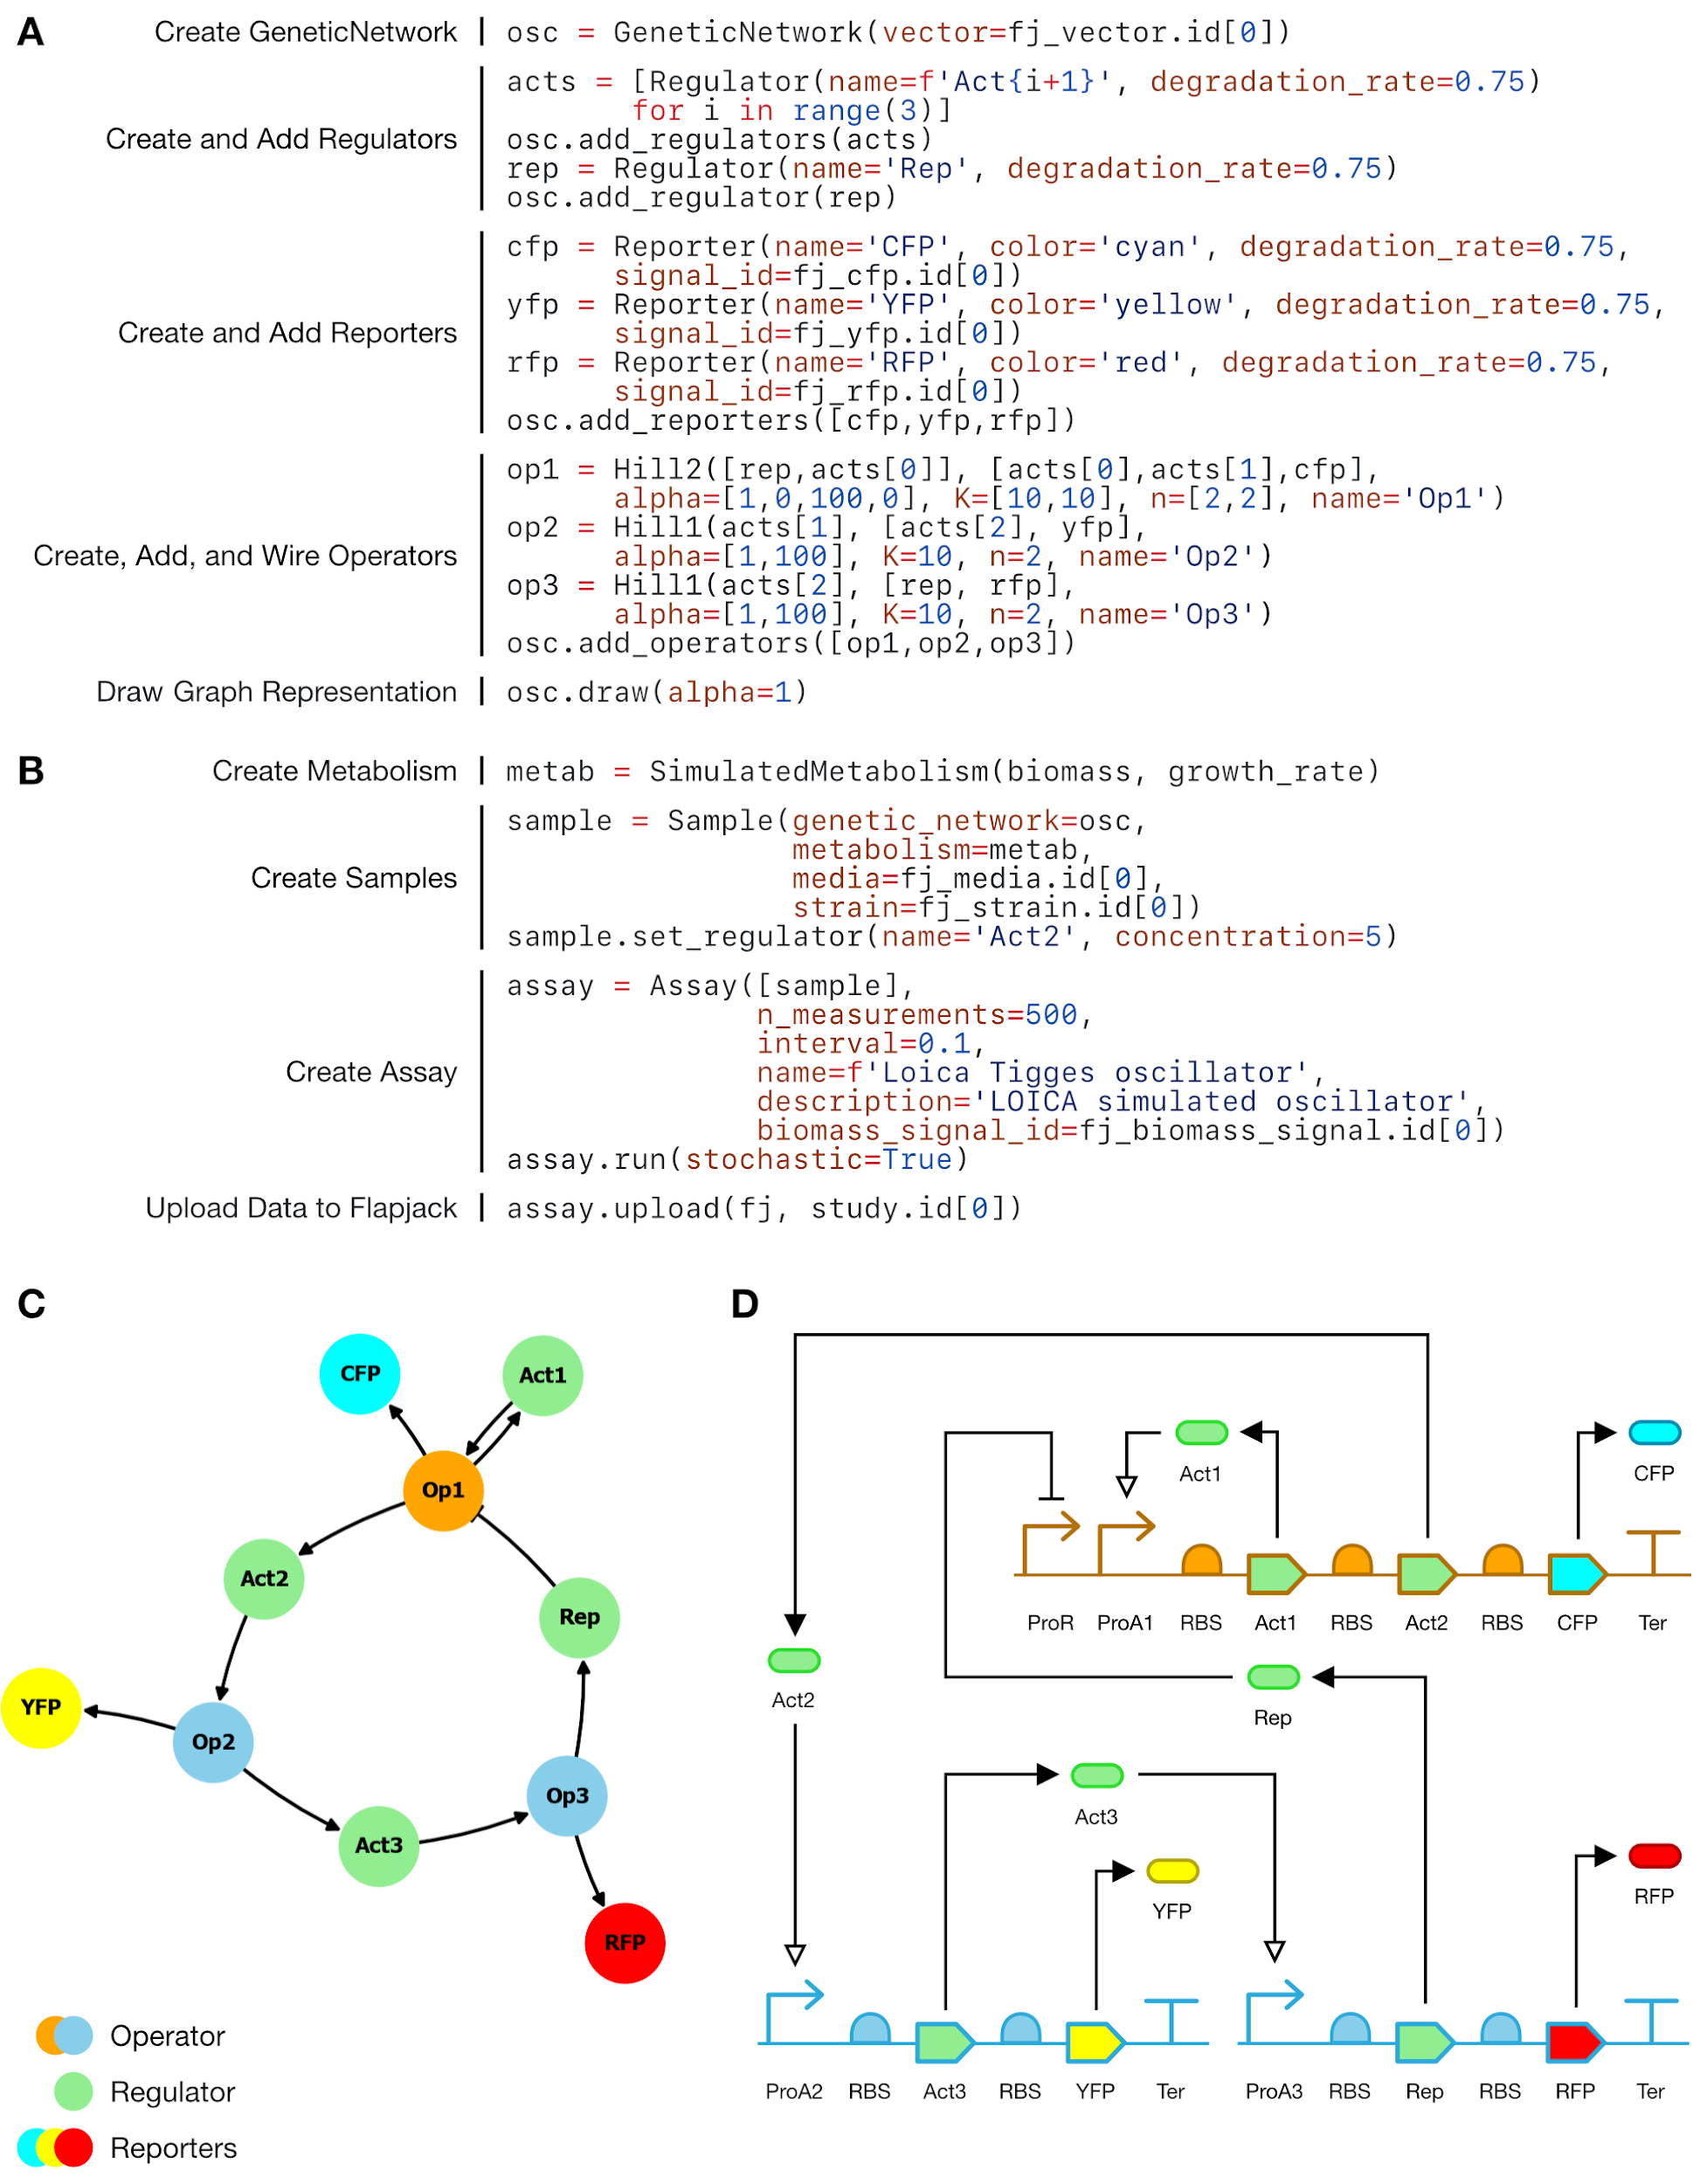 A
Create GeneticNetwork
osc = GeneticNetwork(vector=fj_vector.id[0])
Create and Add Regulators
acts = [Regulator(name=f'Act{i+1}', degradation_rate=0.75)
for i in range(3)]
osc.add_regulators(acts)
rep = Regulator(name='Rep', degradation_rate=0.75)
osc.add_regulator(rep)
Create and Add Reporters
cfp = Reporter(name='CFP', color='cyan', degradation_rate=0.75,
signal_id=fj_cfp.id[0])
yfp = Reporter(name='YFP', color='yellow', degradation_rate=0.75,
signal_id=fj_yfp.id[0])
rfp = Reporter(name='RFP', color='red', degradation_rate=0.75,
signal_id=fj_rfp.id[0])
osc.add_reporters([cfp,yfp,rfp])
Create, Add, and Wire Operators
op1 = Hill2([rep,acts[0]], [acts[0],acts[1],cfp],
alpha=[1,0,100,0], K=[10,10], n=[2,2], name='Op1')
op2 = Hill1(acts[1], [acts[2], yfp],
alpha=[1,100], K=10, n=2, name='Op2')
op3 = Hill1(acts[2], [rep, rfp],
alpha=[1,100], K=10, n=2, name='Op3')
osc.add_operators([op1,op2,op3])
Draw Graph Representation
osc.draw(alpha=1)
B
Create Metabolism
metab = SimulatedMetabolism(biomass, growth_rate)
Create Samples
sample = Sample(genetic_network=osc,
metabolism=metab,
media=fj_media.id[0],
strain=fj_strain.id[0])
sample.set_regulator(name='Act2', concentration=5)
Create Assay
assay = Assay([sample],
n_measurements=500,
interval=0.1,
name=f'Loica Tigges oscillator',
description='LOICA simulated oscillator',
biomass_signal_id=fj_biomass_signal.id[0])
assay.run(stochastic=True)
Upload Data to Flapjack
assay.upload(fj, study.id[0])
C
CFP
Act1
Op1
Act2
Rep
YFP
Op2
Op3
Act3
RFP
Operator
Regulator
Reporters
D
Act1
CFP
ProR ProA1 RBS Act1 RBS Act2 RBS CFP Ter
Act2
Rep
Act3
YFP
RFP
ProA2 RBS Act3 RBS YFP Ter
ProA3 RBS Rep RBS RFP Ter